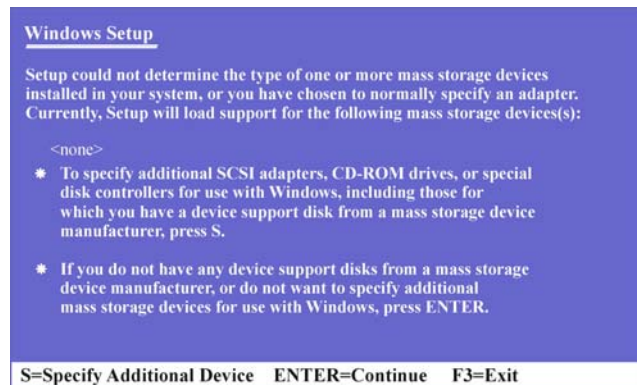 Windows Setup
Setup could not determine the type of one or more mass storage devices
installed in your system, or you have chosen to normally specify an adapter.
Currently, Setup will load support for the following mass storage devices(s):
<none>
* To specify additional SCSI adapters, CD-ROM drives, or special
disk controllers for use with Windows, including those for
which you have a device support disk from a mass storage device
manufacturer, press S.
* If you do not have any device support disks from a mass storage
device manufacturer, or do not want to specify additional
mass storage devices for use with Windows, press ENTER.
S=Specify Additional Device ENTER=Continue F3=Exit